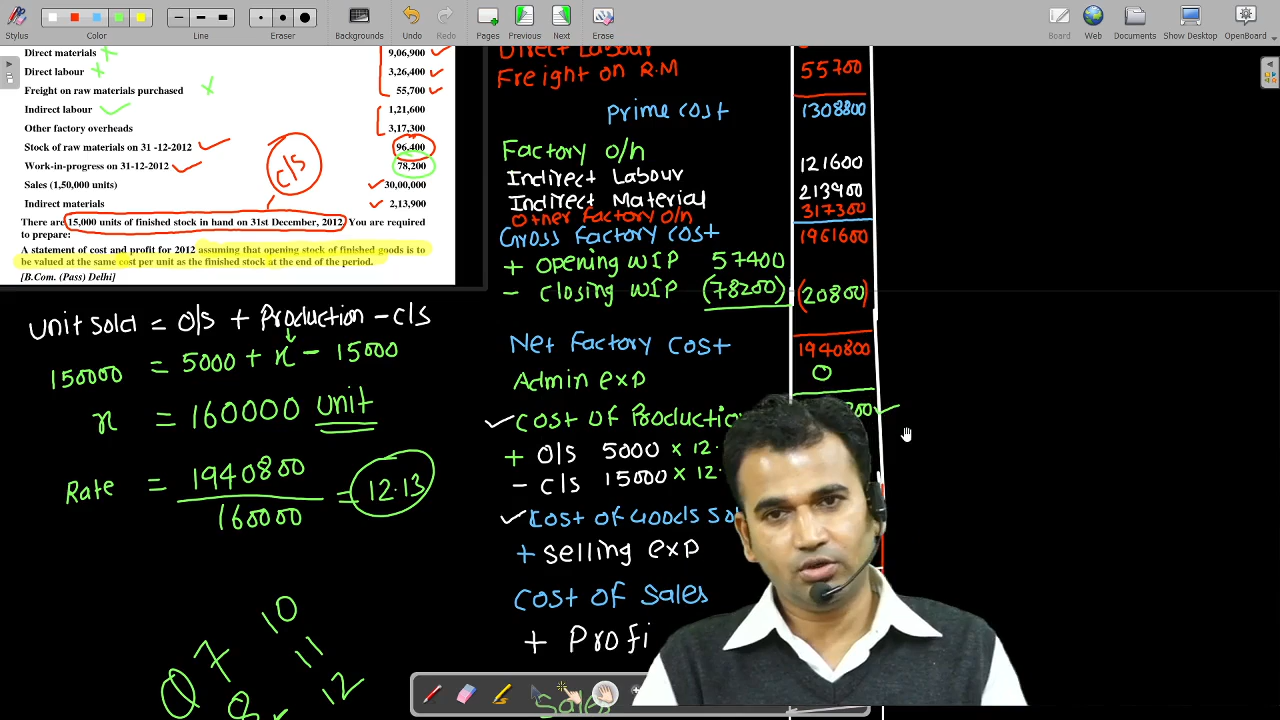 Stylus
Color
Line
Eraser
Backgrounds
Undo
Redo
Pages
Previous
Next
Erase
Board
Web
Documents
Show Desktop
OpenBoard
Direct materials 9,06,900
Direct labour 3,26,400
Freight on raw materials purchased 55,700
Indirect labour 1,21,600
Other factory overheads 3,17,300
Stock of raw materials on 31 -12-2012 96,400
Work-in-progress on 31-12-2012 78,200
Sales (1,50,000 units) 30,00,000
Indirect materials 2,13,900
c/s
There are 15,000 units of finished stock in hand on 31st December, 2012. You are required
to prepare:
A statement of cost and profit for 2012 assuming that opening stock of finished goods is to
be valued at the same cost per unit as the finished stock at the end of the period.
[B.Com. (Pass) Delhi]
unit sold = O/s + Production - c/s
150000 = 5000 + x - 15000
x = 160000 unit
Rate = 1940800 / 160000 = 12.13
10
Q 7 11
12
Direct Labour
Freight on R.M 55700
Prime cost 1308800
Factory o/h
Indirect Labour 121600
Indirect Material 213900
Other Factory o/h 317300
Gross Factory cost 1961600
+ opening WIP 57400
- closing WIP (78200) (20800)
Net Factory cost 1940800
Admin exp 0
Cost of Production
+ O/s 5000 × 12.
- c/s 15000 × 12.
Cost of Goods So
+ selling exp
Cost of Sales
+ Profi
Sales